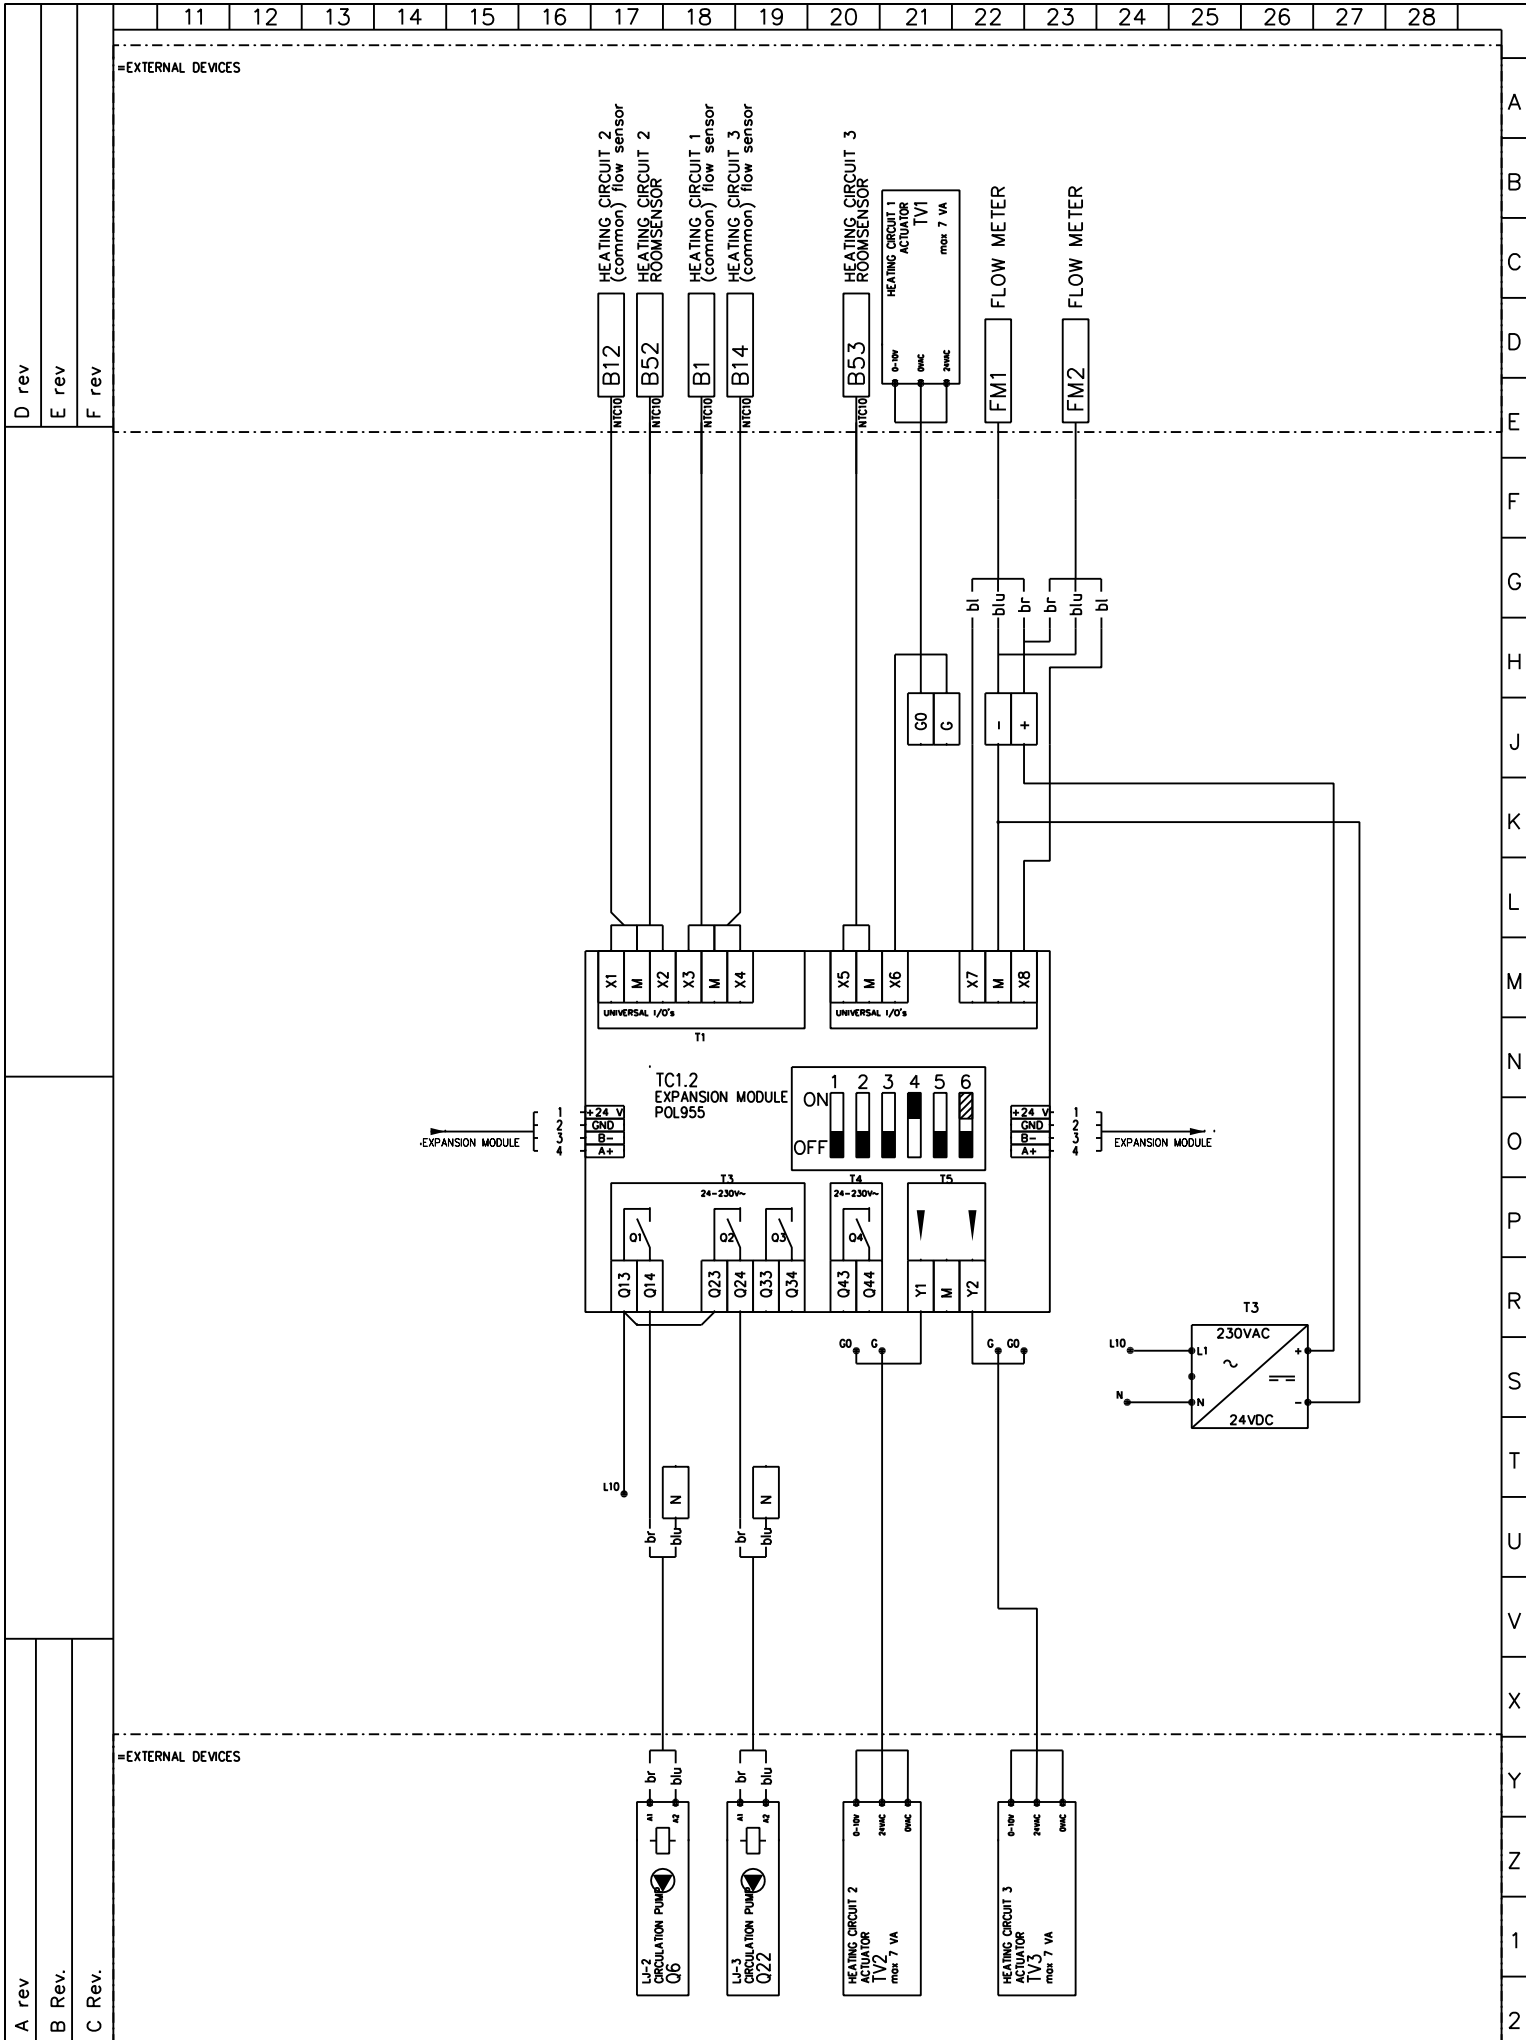 11 12 13 14 15 16 17 18 19 20 21 22 23 24 25 26 27 28
A
B
C
D
E
F
G
H
J
K
L
M
N
O
P
R
S
T
U
V
X
Y
Z
1
2
D rev
E rev
F rev
A rev
B Rev.
C Rev.
=EXTERNAL DEVICES
HEATING CIRCUIT 2
(common) flow sensor
HEATING CIRCUIT 2
ROOMSENSOR
HEATING CIRCUIT 1
(common) flow sensor
HEATING CIRCUIT 3
(common) flow sensor
HEATING CIRCUIT 3
ROOMSENSOR
HEATING CIRCUIT 1
ACTUATOR
TV1
max 7 VA
0-10V
0VAC
24VAC
FLOW METER
FLOW METER
B12
B52
B1
B14
B53
FM1
FM2
NTC10
NTC10
NTC10
NTC10
NTC10
bl
blu
br
br
blu
bl
G0
G
-
+
X1 M X2 X3 M X4
UNIVERSAL I/O's
T1
X5 M X6
X7 M X8
UNIVERSAL I/O's
TC1.2
EXPANSION MODULE
POL955
1 2 3 4 5 6
ON
OFF
EXPANSION MODULE
1 +24 V
2 GND
3 B-
4 A+
+24 V 1
GND 2
B- 3
A+ 4
EXPANSION MODULE
T3
24-230V~
T4
24-230V~
T5
Q1
Q2
Q3
Q4
Q13 Q14 Q23 Q24 Q33 Q34
Q43 Q44
Y1 M Y2
G0 G
G G0
L10
N
T3
230VAC
L1
N
+
-
24VDC
L10
N
N
br
blu
br
blu
=EXTERNAL DEVICES
br
blu
br
blu
A1
A2
A1
A2
LJ-2
CIRCULATION PUMP
Q6
LJ-3
CIRCULATION PUMP
Q22
0-10V
24VAC
0VAC
HEATING CIRCUIT 2
ACTUATOR
TV2
max 7 VA
0-10V
24VAC
0VAC
HEATING CIRCUIT 3
ACTUATOR
TV3
max 7 VA